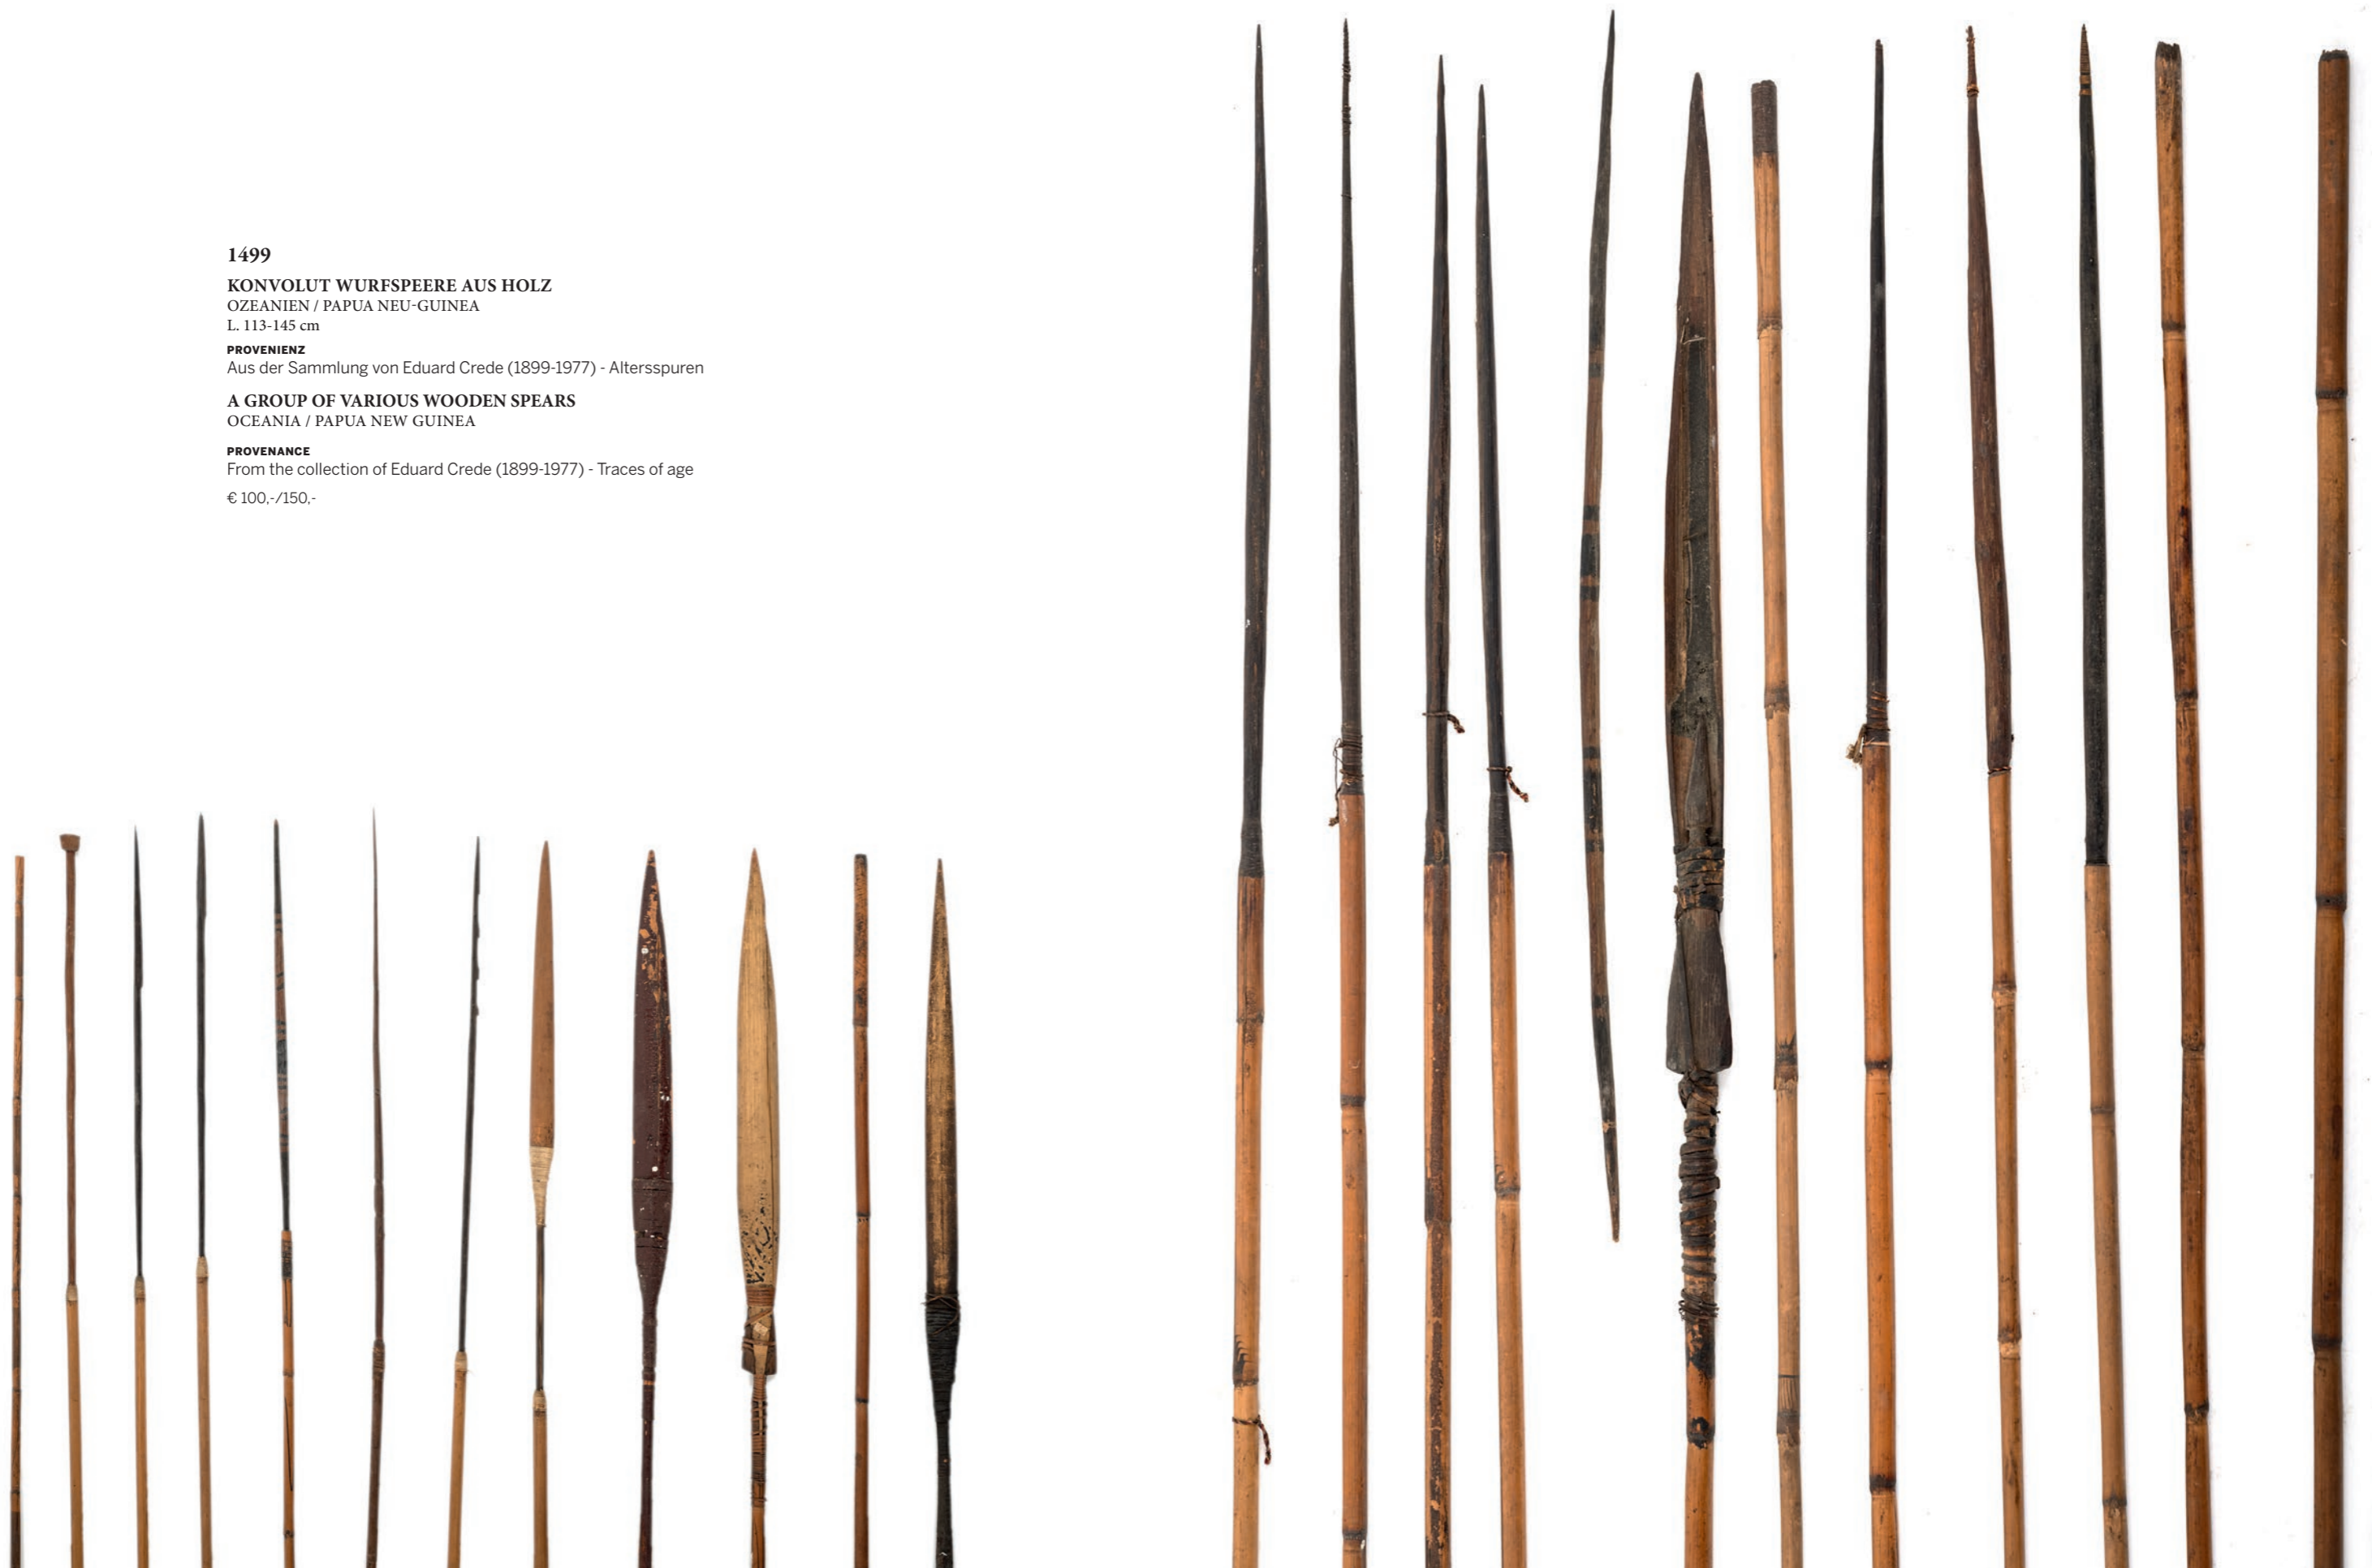 1499
KONVOLUT WURFSPEERE AUS HOLZ
OZEANIEN / PAPUA NEU-GUINEA
L. 113-145 cm
PROVENIENZ
Aus der Sammlung von Eduard Crede (1899-1977) - Altersspuren
A GROUP OF VARIOUS WOODEN SPEARS
OCEANIA / PAPUA NEW GUINEA
PROVENANCE
From the collection of Eduard Crede (1899-1977) - Traces of age
€ 100,-/150,-